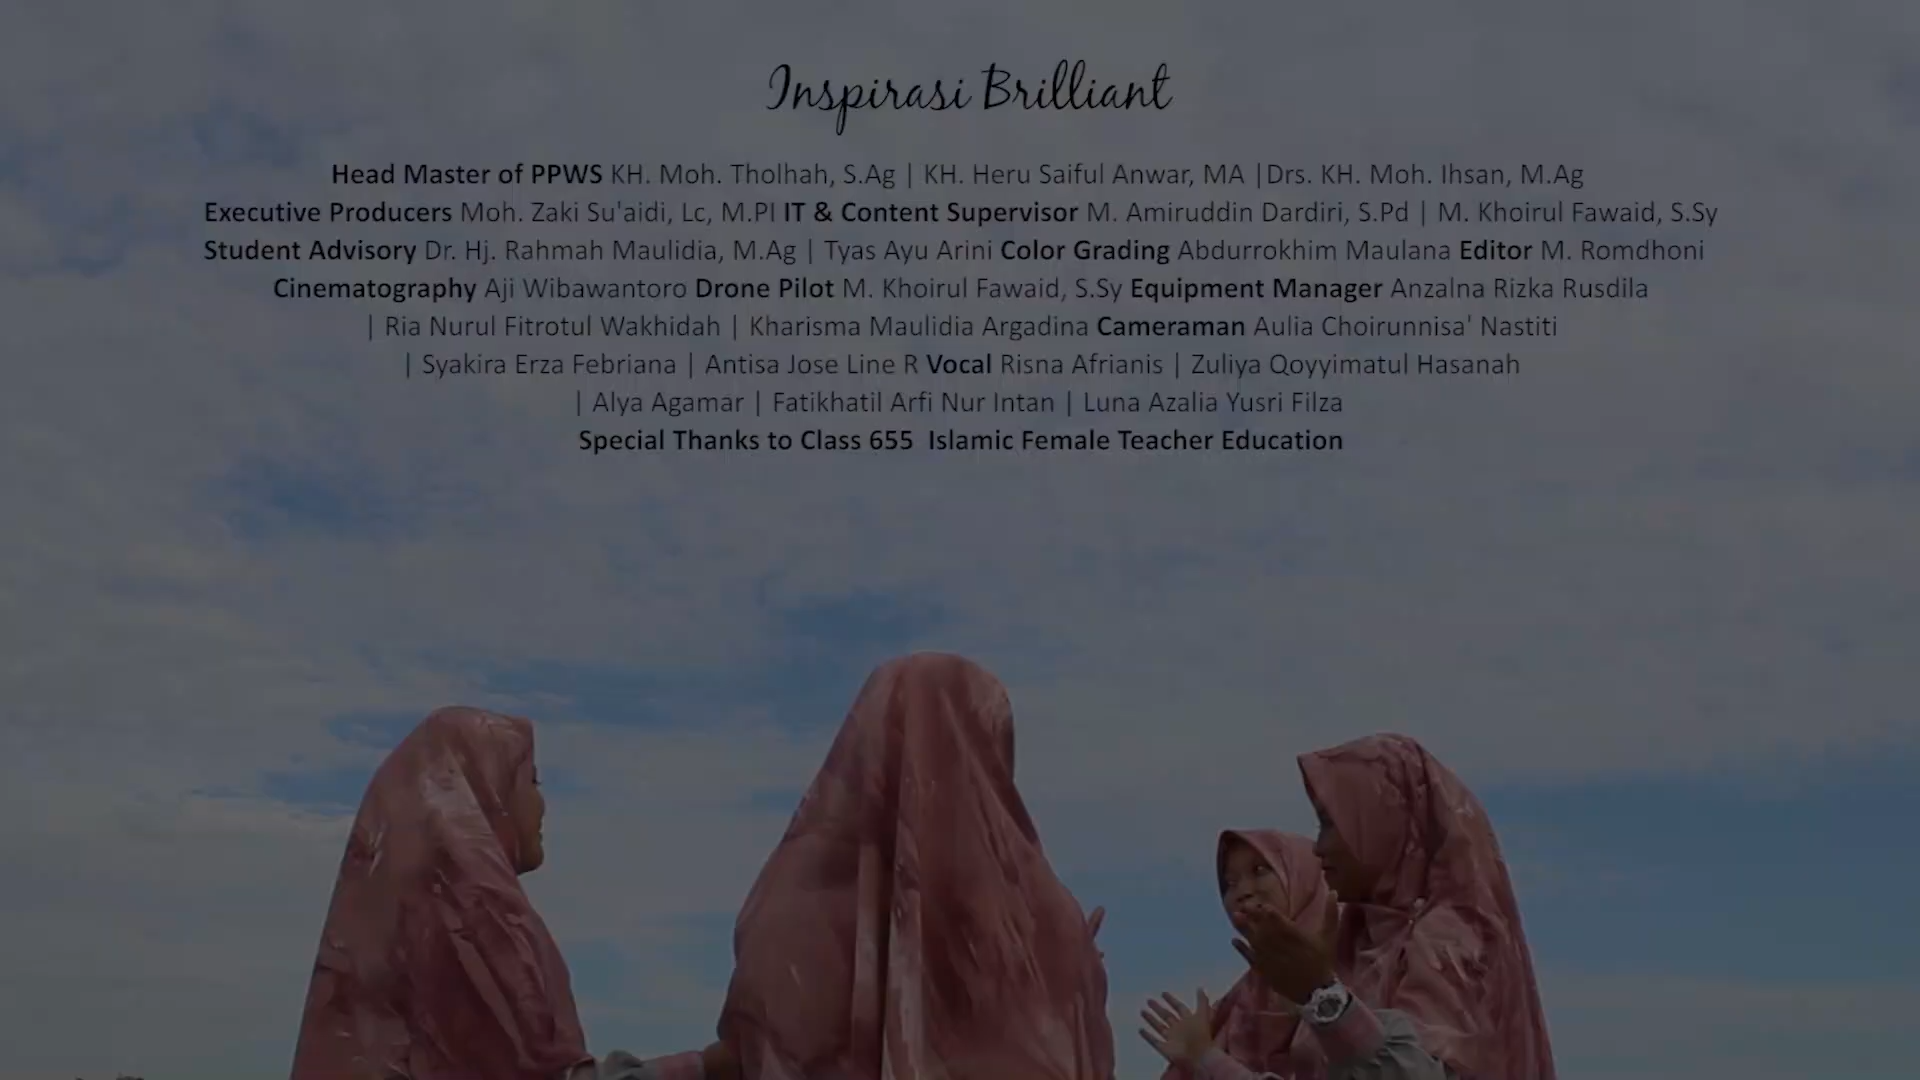 Inspirasi Brilliant
Head Master of PPWS KH. Moh. Tholhah, S.Ag | KH. Heru Saiful Anwar, MA |Drs. KH. Moh. Ihsan, M.Ag
Executive Producers Moh. Zaki Su'aidi, Lc, M.PI IT & Content Supervisor M. Amiruddin Dardiri, S.Pd | M. Khoirul Fawaid, S.Sy
Student Advisory Dr. Hj. Rahmah Maulidia, M.Ag | Tyas Ayu Arini Color Grading Abdurrokhim Maulana Editor M. Romdhoni
Cinematography Aji Wibawantoro Drone Pilot M. Khoirul Fawaid, S.Sy Equipment Manager Anzalna Rizka Rusdila
| Ria Nurul Fitrotul Wakhidah | Kharisma Maulidia Argadina Cameraman Aulia Choirunnisa' Nastiti
| Syakira Erza Febriana | Antisa Jose Line R Vocal Risna Afrianis | Zuliya Qoyyimatul Hasanah
| Alya Agamar | Fatikhatil Arfi Nur Intan | Luna Azalia Yusri Filza
Special Thanks to Class 655 Islamic Female Teacher Education